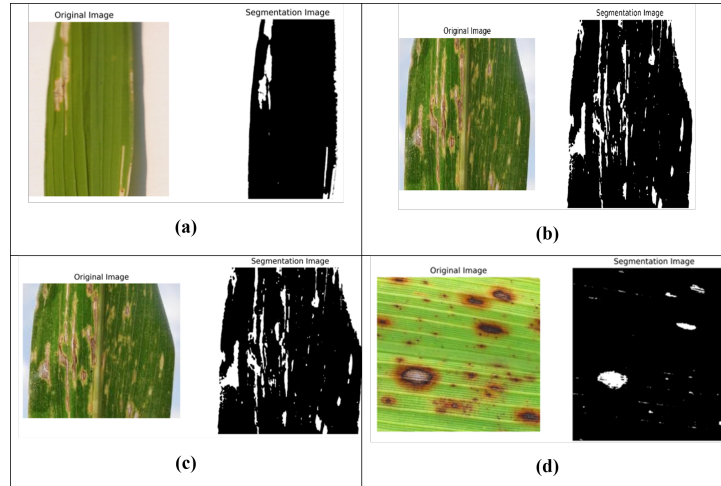 Original Image
Segmentation Image
(a)
Original Image
Segmentation Image
(b)
Original Image
Segmentation Image
(c)
Original Image
Segmentation Image
(d)